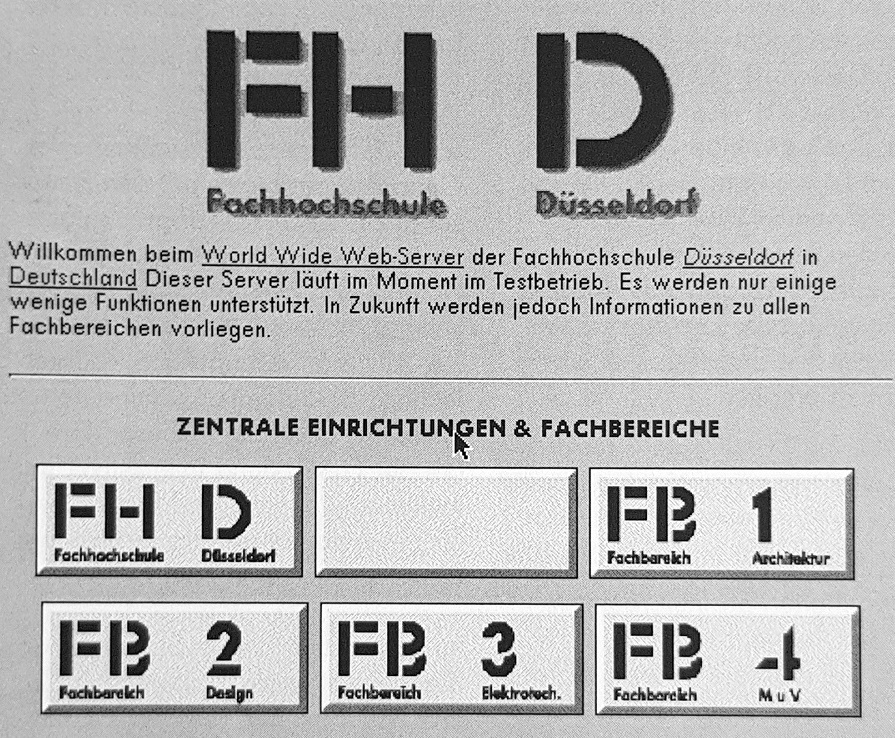 FH D
Fachhochschule Düsseldorf
Willkommen beim World Wide Web-Server der Fachhochschule Düsseldorf in
Deutschland Dieser Server läuft im Moment im Testbetrieb. Es werden nur einige
wenige Funktionen unterstützt. In Zukunft werden jedoch Informationen zu allen
Fachbereichen vorliegen.
ZENTRALE EINRICHTUNGEN & FACHBEREICHE
FH D
Fachhochschule Düsseldorf
FB 1
Fachbereich Architektur
FB 2
Fachbereich Design
FB 3
Fachbereich Elektrotech.
FB 4
Fachbereich M u V